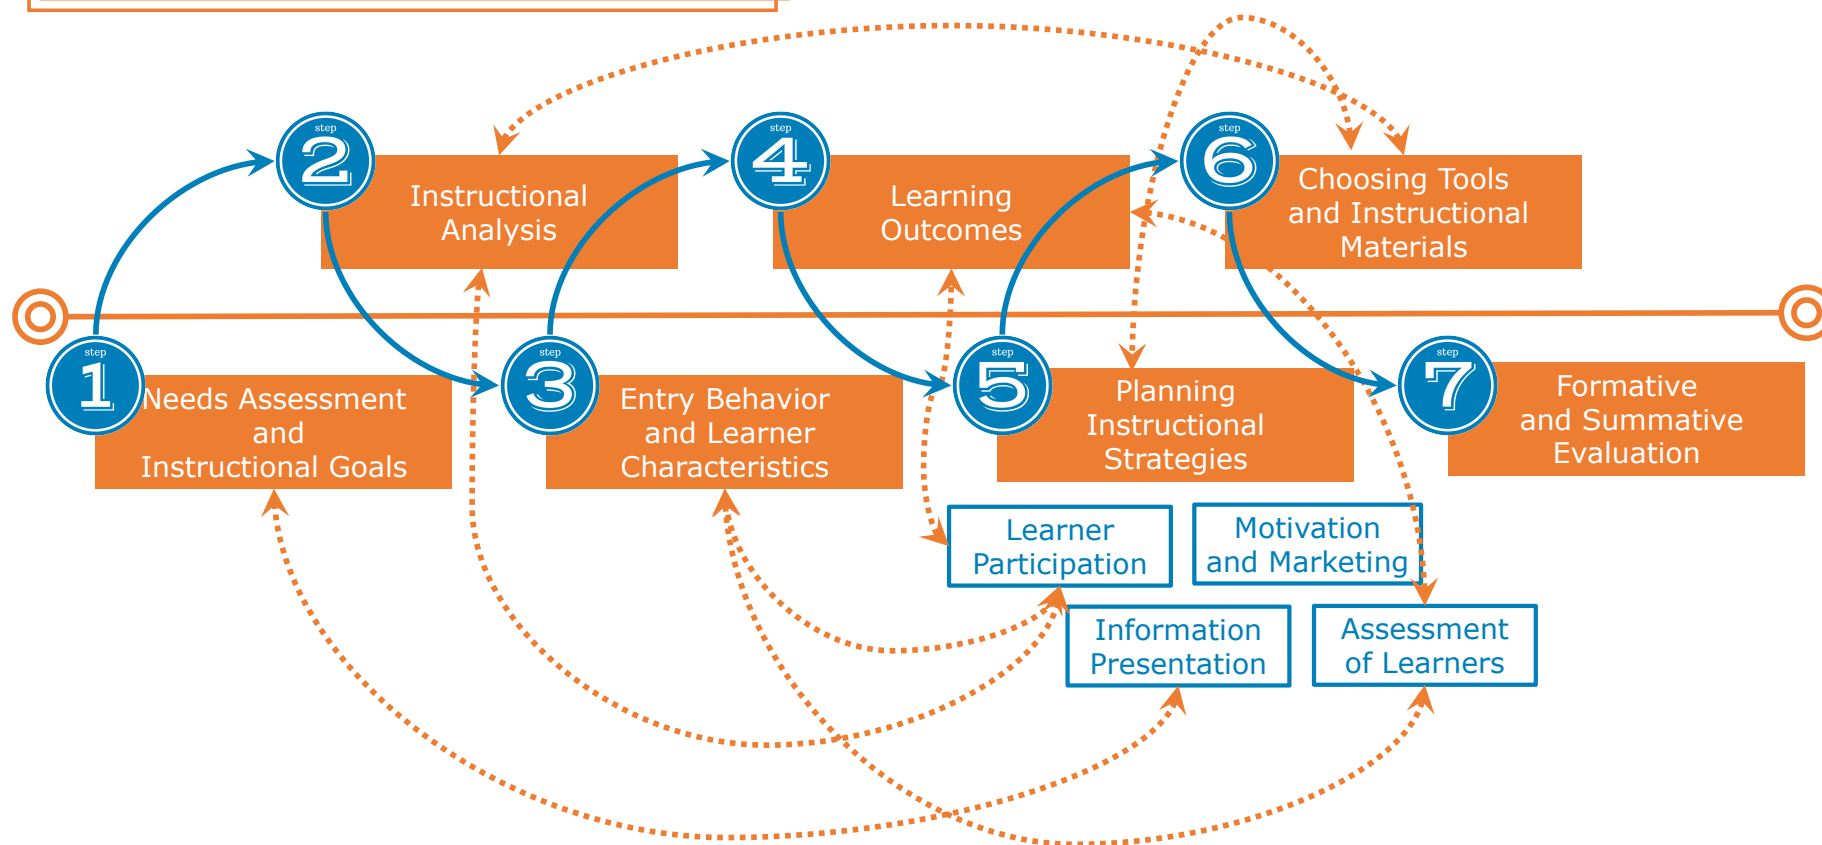 step
1
Needs Assessment
and
Instructional Goals
step
2
Instructional
Analysis
step
3
Entry Behavior
and Learner
Characteristics
step
4
Learning
Outcomes
step
5
Planning
Instructional
Strategies
Learner
Participation
Motivation
and Marketing
Information
Presentation
Assessment
of Learners
step
6
Choosing Tools
and Instructional
Materials
step
7
Formative
and Summative
Evaluation